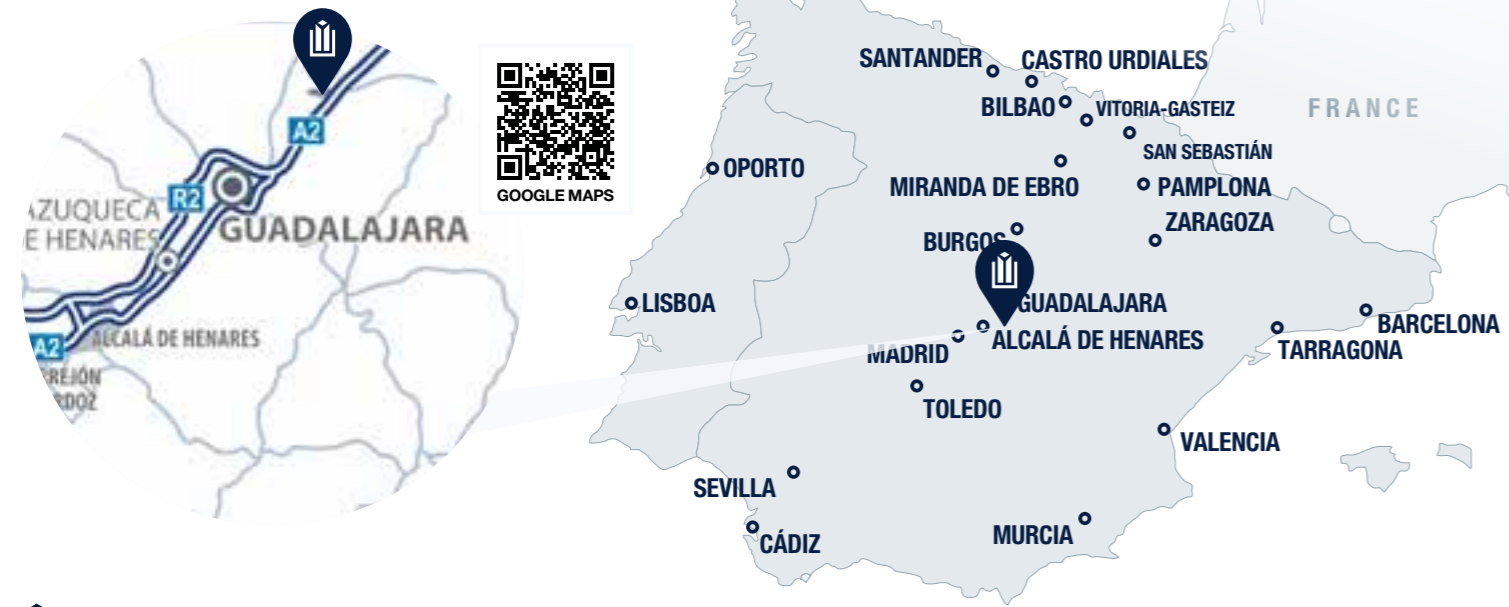 A2
R2
AZUQUECA
DE HENARES
GUADALAJARA
A2
ALCALÁ DE HENARES
GOOGLE MAPS
SANTANDER
CASTRO URDIALES
BILBAO
VITORIA-GASTEIZ
SAN SEBASTIÁN
FRANCE
OPORTO
MIRANDA DE EBRO
PAMPLONA
ZARAGOZA
BURGOS
LISBOA
GUADALAJARA
ALCALÁ DE HENARES
MADRID
BARCELONA
TARRAGONA
TOLEDO
VALENCIA
SEVILLA
CÁDIZ
MURCIA